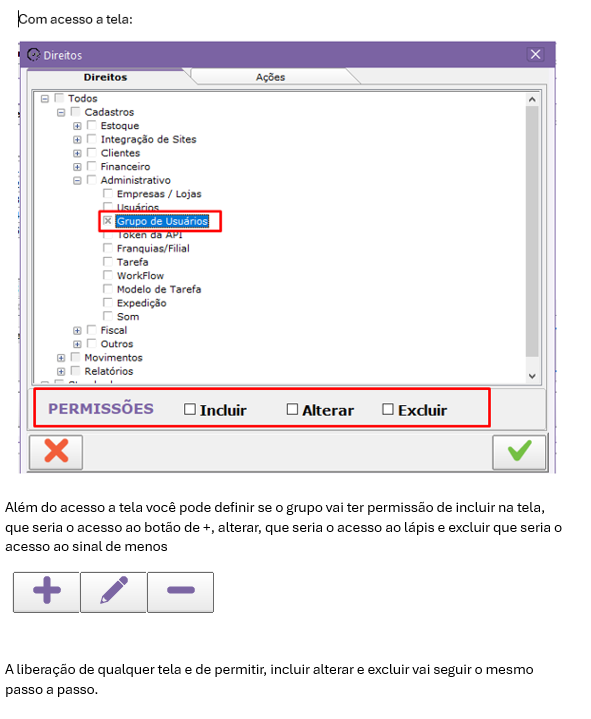 Com acesso a tela:
Direitos
Direitos Ações
Todos
Cadastros
Estoque
Integração de Sites
Clientes
Financeiro
Administrativo
Empresas / Lojas
Usuários
Grupo de Usuários
Token da API
Franquias/Filial
Tarefa
WorkFlow
Modelo de Tarefa
Expedição
Som
Fiscal
Outros
Movimentos
Relatórios
PERMISSÕES Incluir Alterar Excluir
Além do acesso a tela você pode definir se o grupo vai ter permissão de incluir na tela,
que seria o acesso ao botão de +, alterar, que seria o acesso ao lápis e excluir que seria o
acesso ao sinal de menos
A liberação de qualquer tela e de permitir, incluir alterar e excluir vai seguir o mesmo
passo a passo.